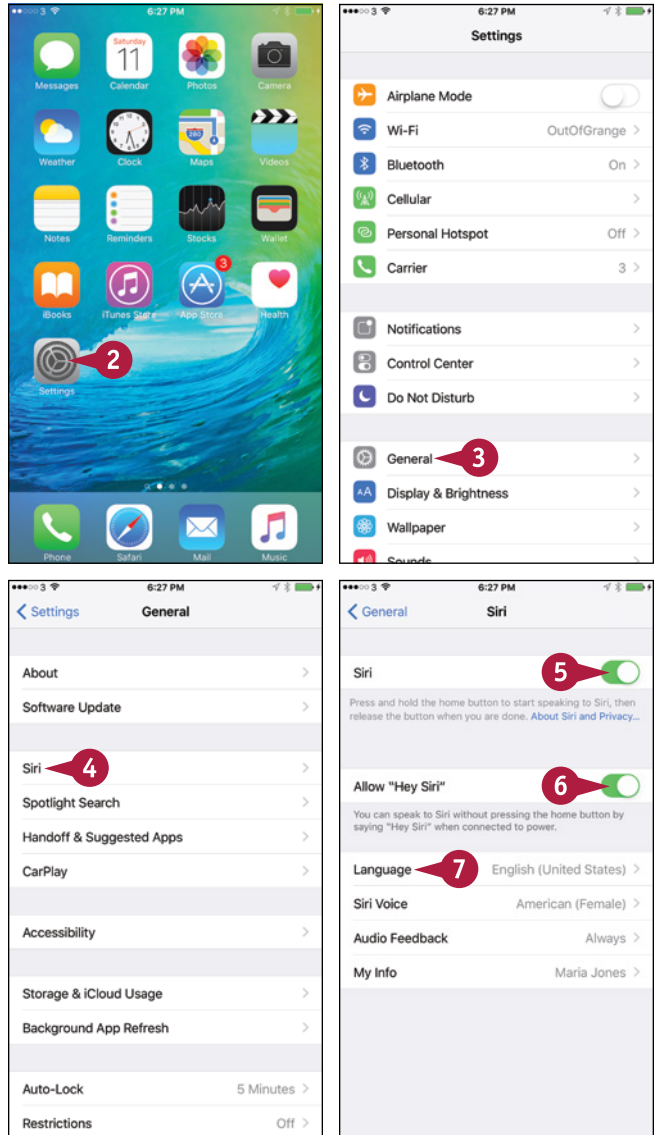 3 6:27 PM
Saturday
11
Messages Calendar Photos Camera
280
Weather Clock Maps Videos
Notes Reminders Stocks Wallet
3
iBooks iTunes Store App Store Health
2
Settings
Phone Safari Mail Music
3 6:27 PM
Settings
Airplane Mode
Wi-Fi OutOfGrange >
Bluetooth On >
Cellular >
Personal Hotspot Off >
Carrier 3 >
Notifications >
Control Center >
Do Not Disturb >
General 3 >
AA Display & Brightness >
Wallpaper >
Sounds
3 6:27 PM
< Settings General
About >
Software Update >
Siri 4 >
Spotlight Search >
Handoff & Suggested Apps >
CarPlay >
Accessibility >
Storage & iCloud Usage >
Background App Refresh >
Auto-Lock 5 Minutes >
Restrictions Off >
3 6:27 PM
< General Siri
Siri 5
Press and hold the home button to start speaking to Siri, then
release the button when you are done. About Siri and Privacy...
Allow "Hey Siri" 6
You can speak to Siri without pressing the home button by
saying "Hey Siri" when connected to power.
Language 7 English (United States) >
Siri Voice American (Female) >
Audio Feedback Always >
My Info Maria Jones >